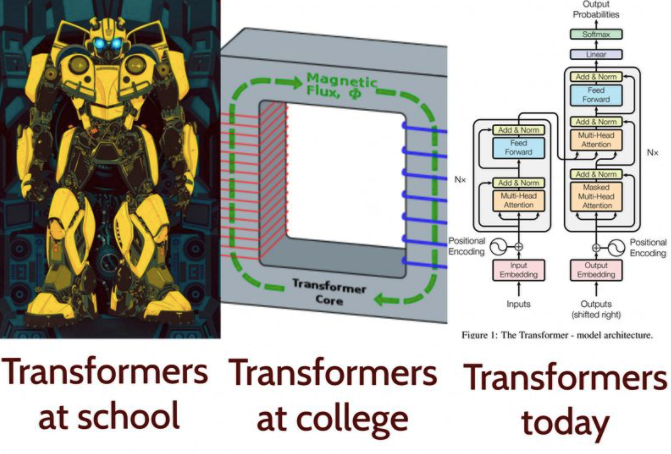 Magnetic
Flux, Φ
Transformer
Core
Output
Probabilities
Softmax
Linear
Add & Norm
Feed
Forward
Add & Norm
Multi-Head
Attention
Add & Norm
Masked
Multi-Head
Attention
Nx
Add & Norm
Feed
Forward
Add & Norm
Multi-Head
Attention
Nx
Positional
Encoding
Positional
Encoding
Input
Embedding
Output
Embedding
Inputs
Outputs
(shifted right)
Figure 1: The Transformer - model architecture.
Transformers
at school
Transformers
at college
Transformers
today